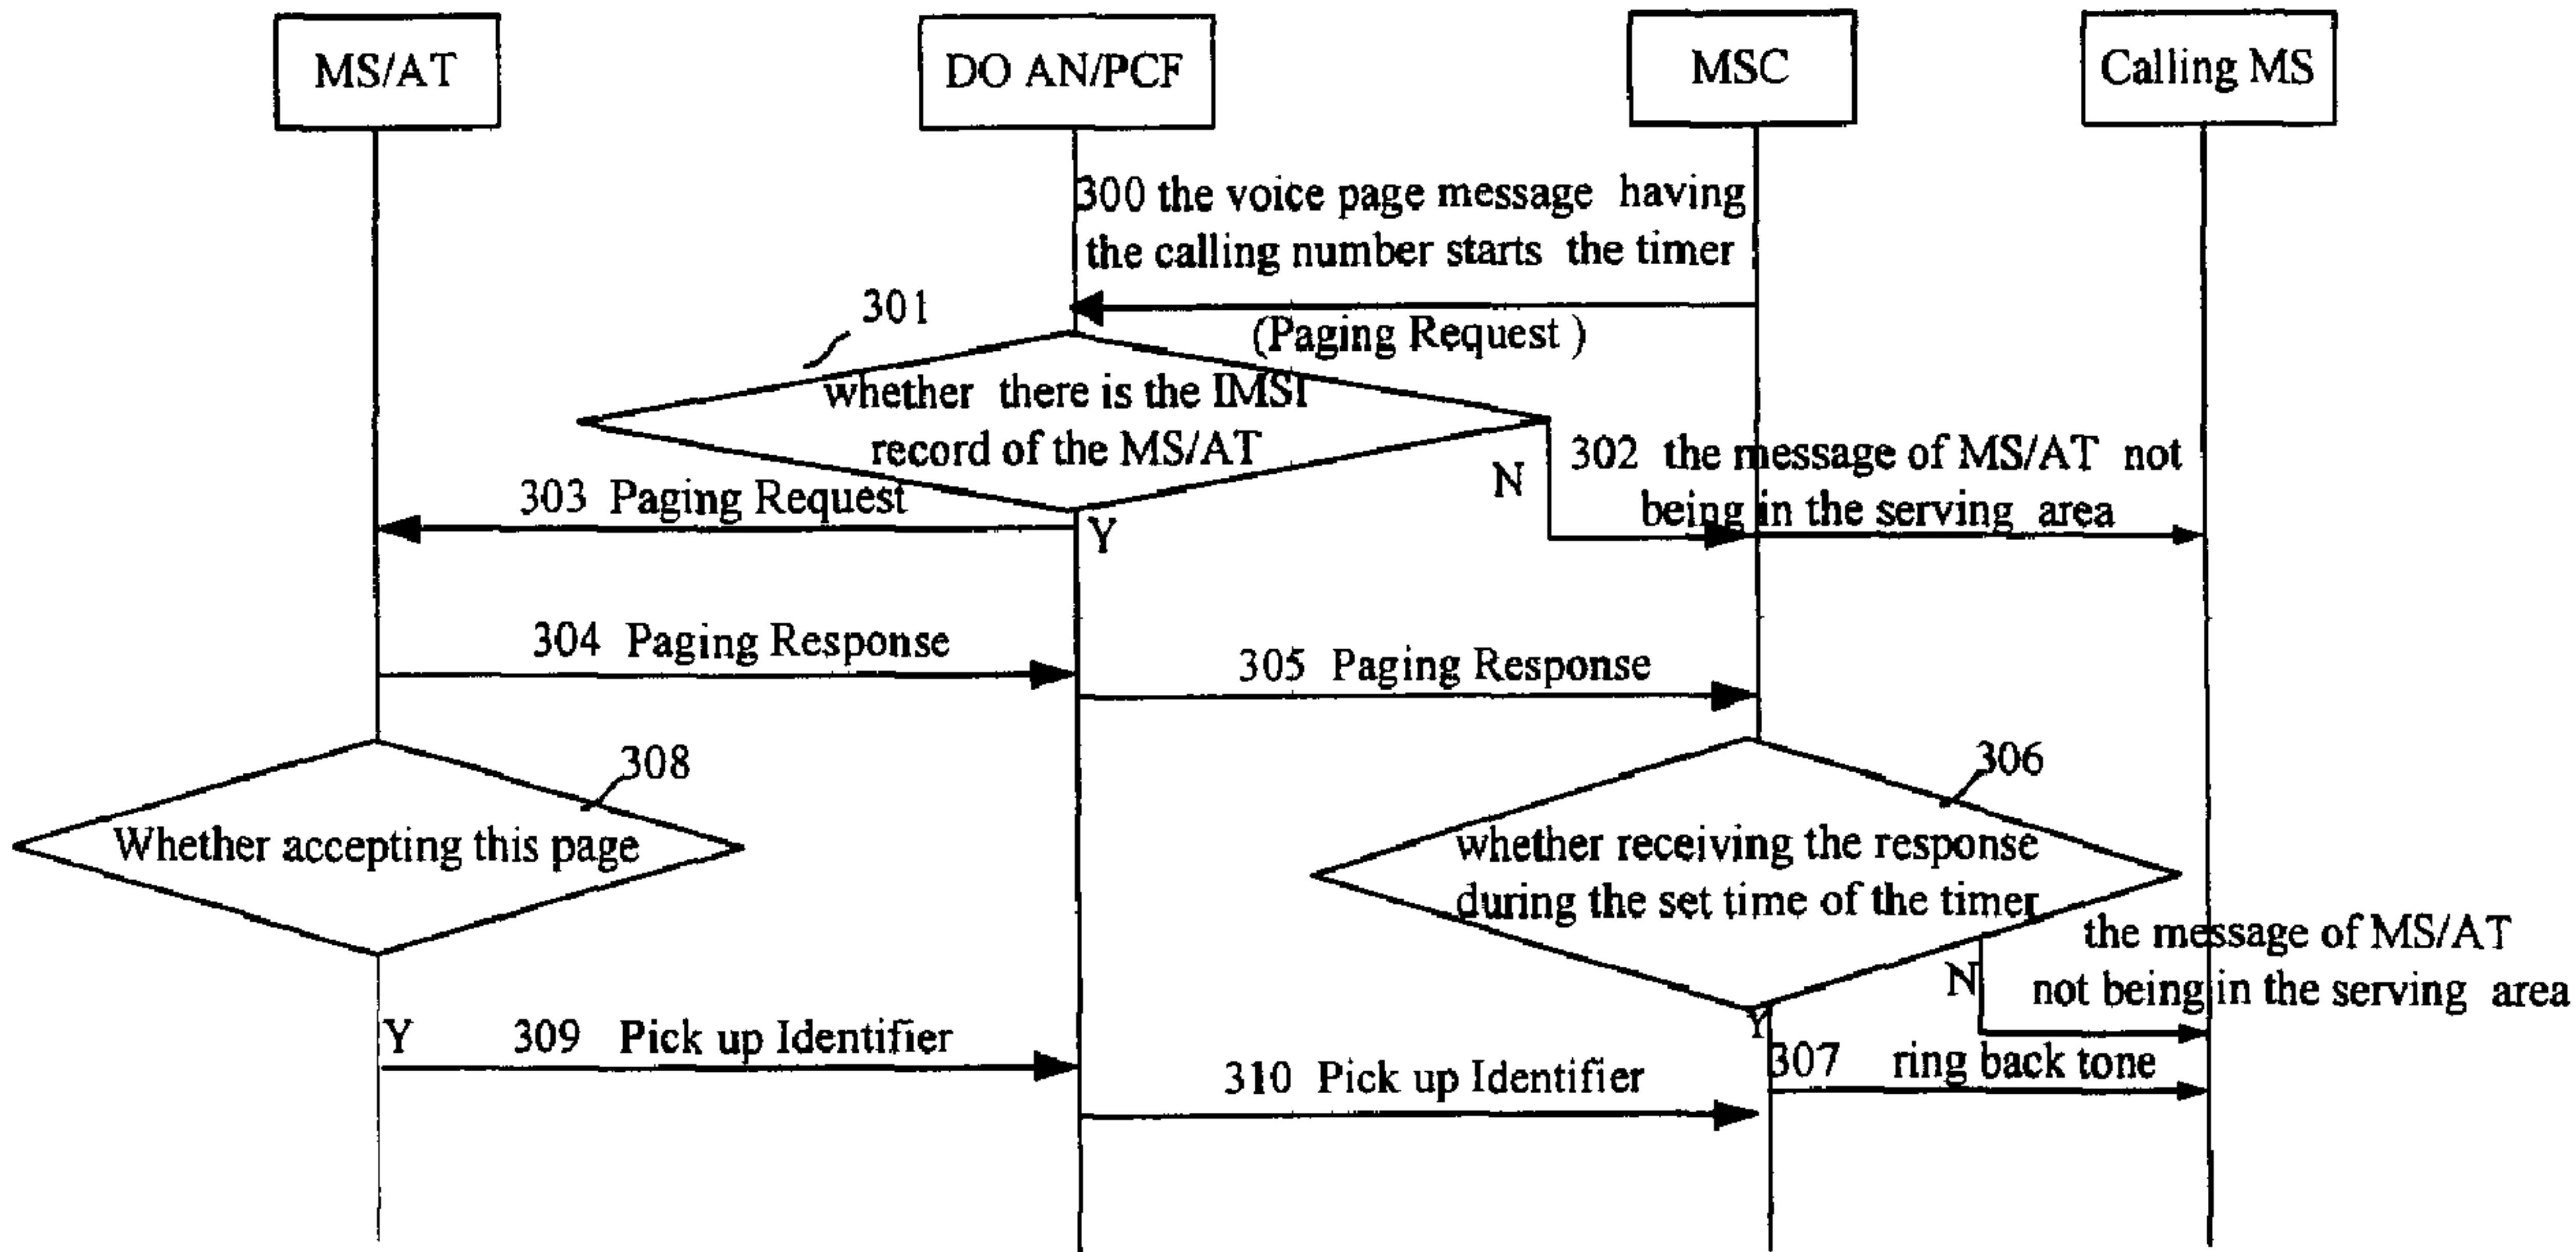 MS/AT
DO AN/PCF
MSC
Calling MS
300 the voice page message having
the calling number starts the timer
(Paging Request )
301
whether there is the IMSI
record of the MS/AT
N
302 the message of MS/AT not
being in the serving area
303 Paging Request
Y
304 Paging Response
305 Paging Response
308
Whether accepting this page
306
whether receiving the response
during the set time of the timer
N
the message of MS/AT
not being in the serving area
Y
309 Pick up Identifier
Y
307 ring back tone
310 Pick up Identifier